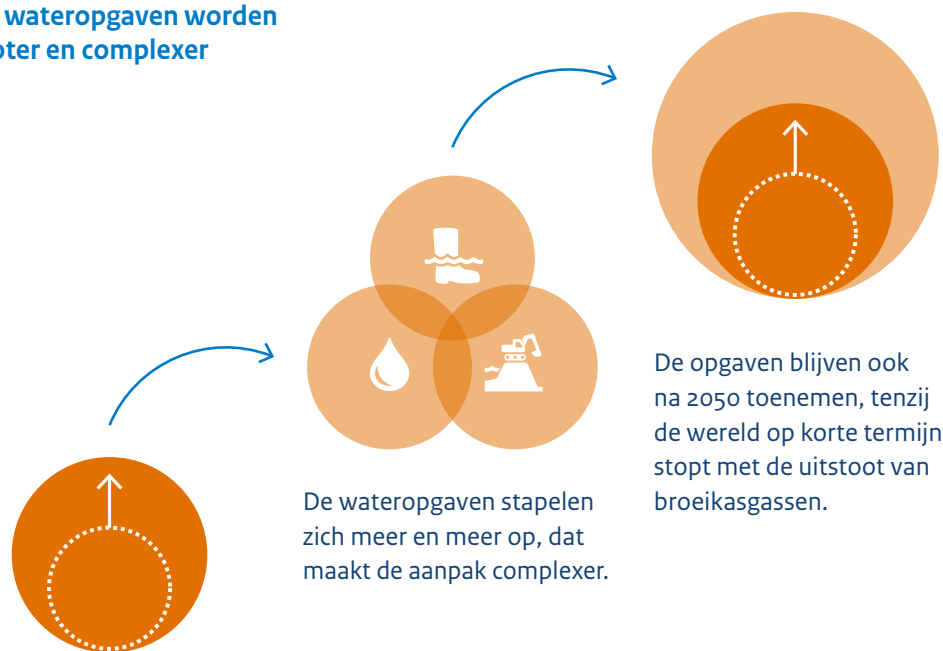 wateropgaven worden
en complexer
De wateropgaven stapelen
zich meer en meer op, dat
maakt de aanpak complexer.
De opgaven blijven ook
na 2050 toenemen, tenzij
de wereld op korte termijn
stopt met de uitstoot van
broeikasgassen.